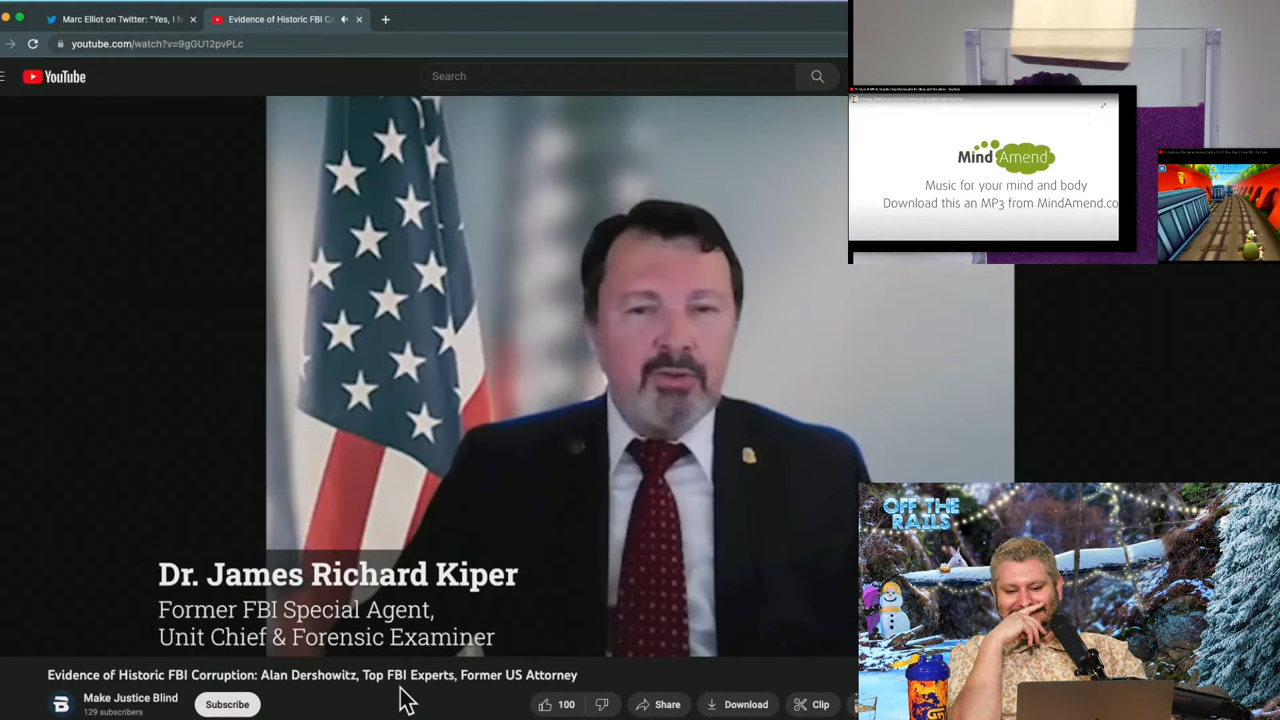 Marc Elliot on Twitter: "Yes, I fe
Evidence of Historic FBI Co
youtube.com/watch?v=9gGU12pvPLc
YouTube
Search
Mind Amend
Music for your mind and body
Download this an MP3 from MindAmend.co
OFF THE
RAILS
Dr. James Richard Kiper
Former FBI Special Agent,
Unit Chief & Forensic Examiner
Evidence of Historic FBI Corruption: Alan Dershowitz, Top FBI Experts, Former US Attorney
Make Justice Blind
129 subscribers
Subscribe
100
Share
Download
Clip